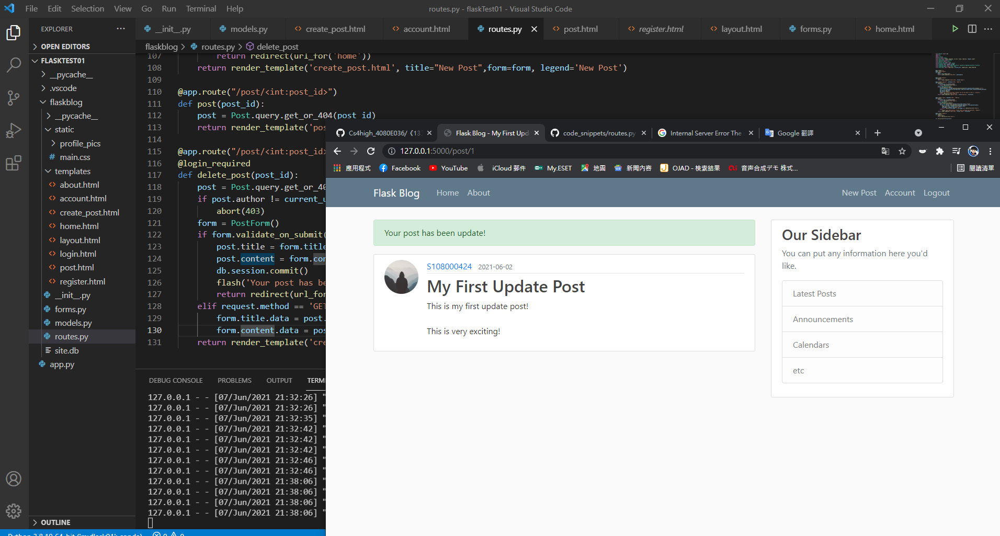 File Edit Selection View Go Run Terminal Help
routes.py - flaskTest01 - Visual Studio Code
EXPLORER
OPEN EDITORS
FLASKTEST01
__pycache__
.vscode
flaskblog
__pycache__
static
profile_pics
# main.css
templates
about.html
account.html
create_post.html
home.html
layout.html
login.html
post.html
register.html
__init__.py
forms.py
models.py
routes.py
site.db
app.py
OUTLINE
__init__.py models.py create_post.html account.html routes.py post.html register.html layout.html forms.py home.html
flaskblog > routes.py > delete_post
107 return redirect(url_for('home'))
108 return render_template('create_post.html', title="New Post",form=form, legend='New Post')
109
110 @app.route("/post/<int:post_id>")
111 def post(post_id):
112 post = Post.query.get_or_404(post_id)
113 return render_template('pos
114
115 @app.route("/post/<int:post_id>
116 @login_required
117 def delete_post(post_id):
118 post = Post.query.get_or_40
119 if post.author != current_u
120 abort(403)
121 form = PostForm()
122 if form.validate_on_submit(
123 post.title = form.title
124 post.content = form.con
125 db.session.commit()
126 flash('Your post has be
127 return redirect(url_for
128 elif request.method == 'GET
129 form.title.data = post.
130 form.content.data = pos
131 return render_template('cre
DEBUG CONSOLE PROBLEMS OUTPUT TERM
127.0.0.1 - - [07/Jun/2021 21:32:26] "
127.0.0.1 - - [07/Jun/2021 21:32:26] "
127.0.0.1 - - [07/Jun/2021 21:32:35] "
127.0.0.1 - - [07/Jun/2021 21:32:42] "
127.0.0.1 - - [07/Jun/2021 21:32:42] "
127.0.0.1 - - [07/Jun/2021 21:32:42] "
127.0.0.1 - - [07/Jun/2021 21:32:46] "
127.0.0.1 - - [07/Jun/2021 21:32:46] "
127.0.0.1 - - [07/Jun/2021 21:38:06] "
127.0.0.1 - - [07/Jun/2021 21:38:06] "
127.0.0.1 - - [07/Jun/2021 21:38:06] "
127.0.0.1 - - [07/Jun/2021 21:38:06] "
Cs4high_4080E036/《13 Flask Blog - My First Upd code_snippets/routes.py Internal Server Error The Google 翻譯
127.0.0.1:5000/post/1
應用程式 Facebook YouTube iCloud 郵件 My.ESET 地圖 新聞內容 OJAD - 検索結果 音声合成デモ 株式... 閱讀清單
Flask Blog Home About New Post Account Logout
Your post has been update!
S108000424 2021-06-02
My First Update Post
This is my first update post!
This is very exciting!
Our Sidebar
You can put any information here you'd
like.
Latest Posts
Announcements
Calendars
etc